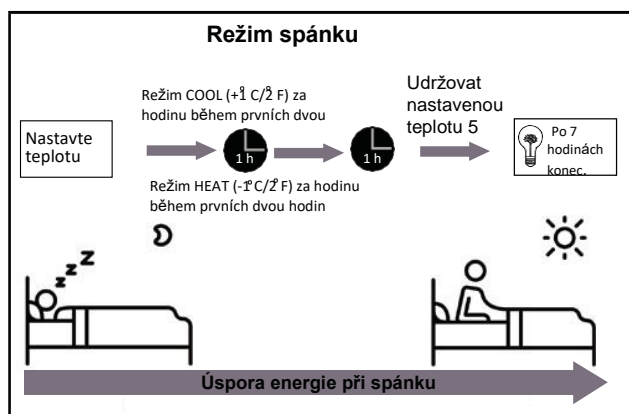 Režim spánku
Nastavte
teplotu
Režim COOL (+1° C/2° F) za
hodinu během prvních dvou
1 h
1 h
Režim HEAT (-1°C/2° F) za hodinu
během prvních dvou hodin
Udržovat
nastavenou
teplotu 5
Po 7
hodinách
konec.
z z z Z
Úspora energie při spánku